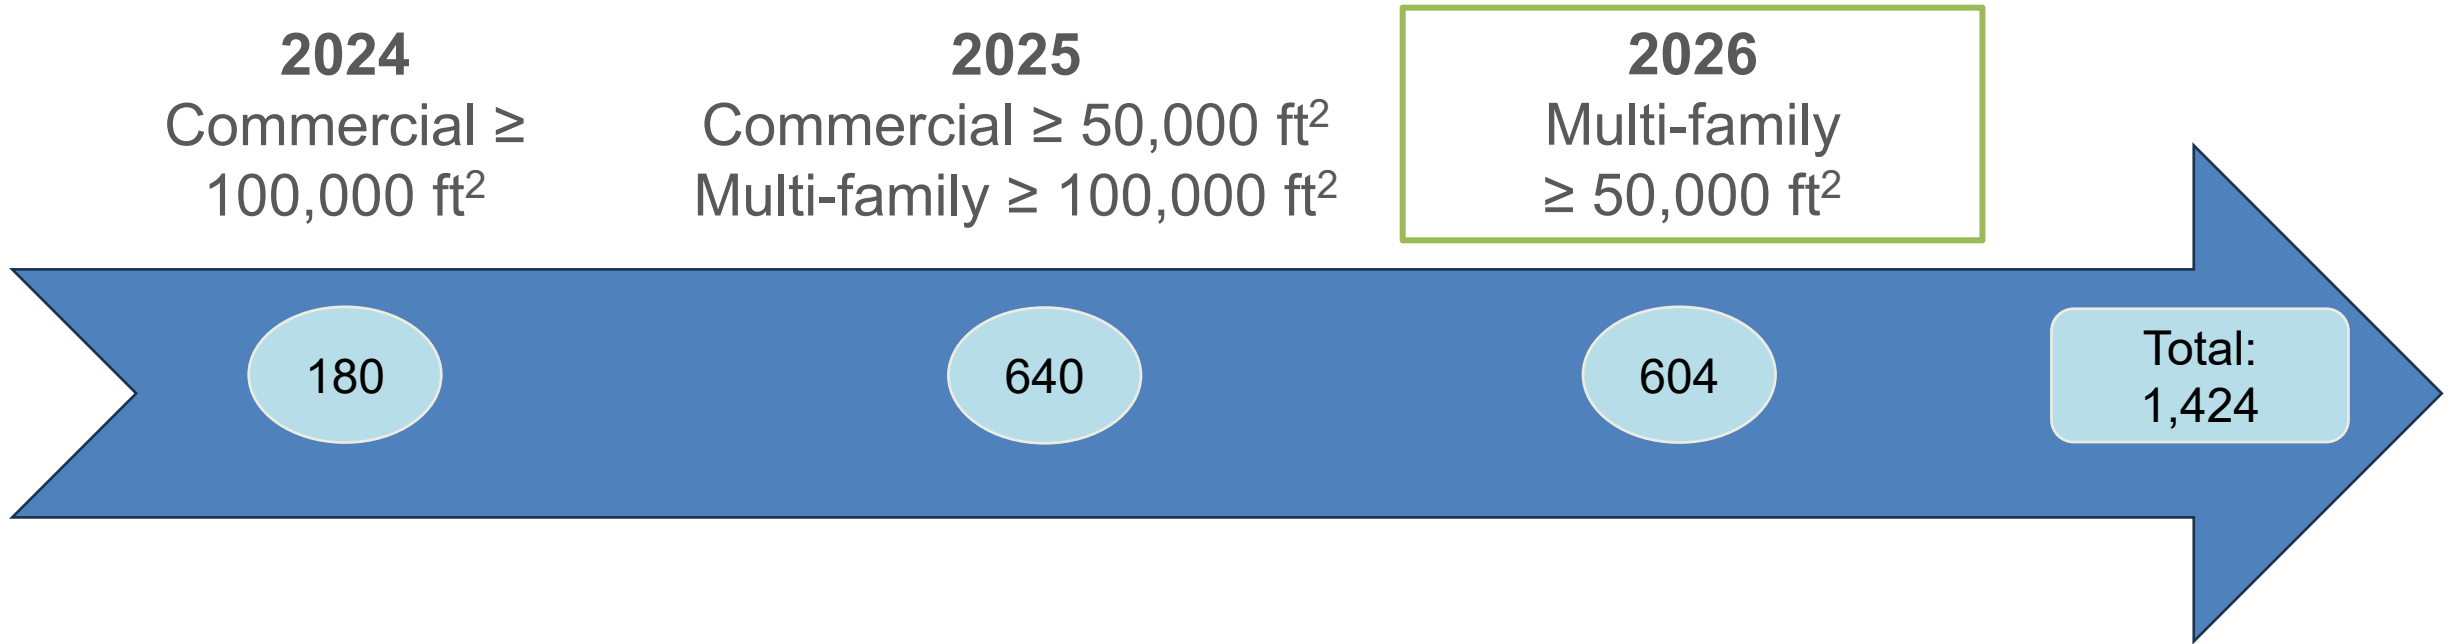 2024
Commercial ≥
100,000 ft²
2025
Commercial ≥ 50,000 ft²
Multi-family ≥ 100,000 ft²
2026
Multi-family
≥ 50,000 ft²
180
640
604
Total:
1,424